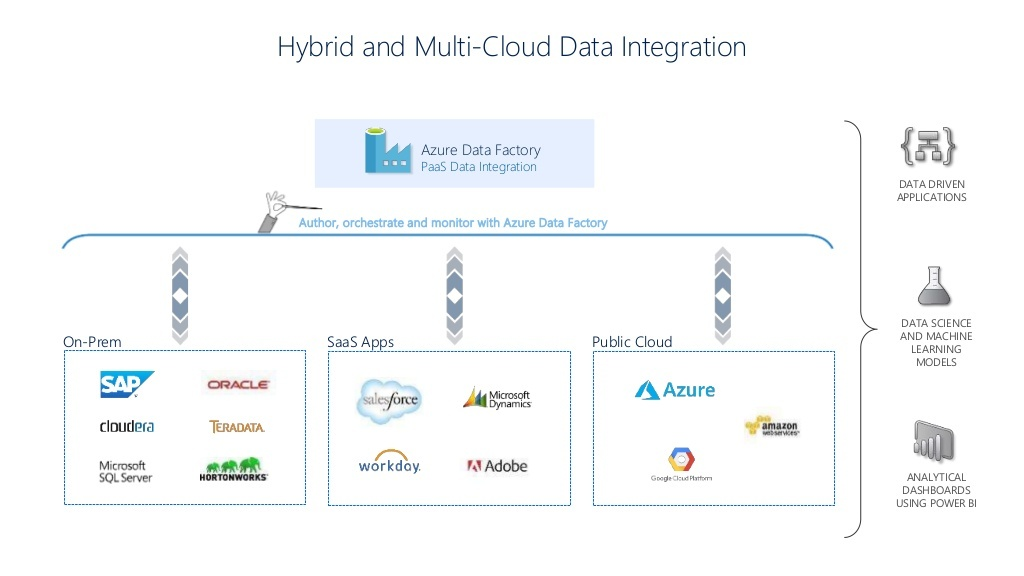 Hybrid and Multi-Cloud Data Integration
Azure Data Factory
PaaS Data Integration
Author, orchestrate and monitor with Azure Data Factory
On-Prem
SAP
ORACLE
cloudera
TERADATA
Microsoft
SQL Server
HORTONWORKS
SaaS Apps
salesforce
Microsoft
Dynamics
workday.
Adobe
Public Cloud
Azure
amazon
webservices
Google Cloud Platform
DATA DRIVEN
APPLICATIONS
DATA SCIENCE
AND MACHINE
LEARNING
MODELS
ANALYTICAL
DASHBOARDS
USING POWER BI